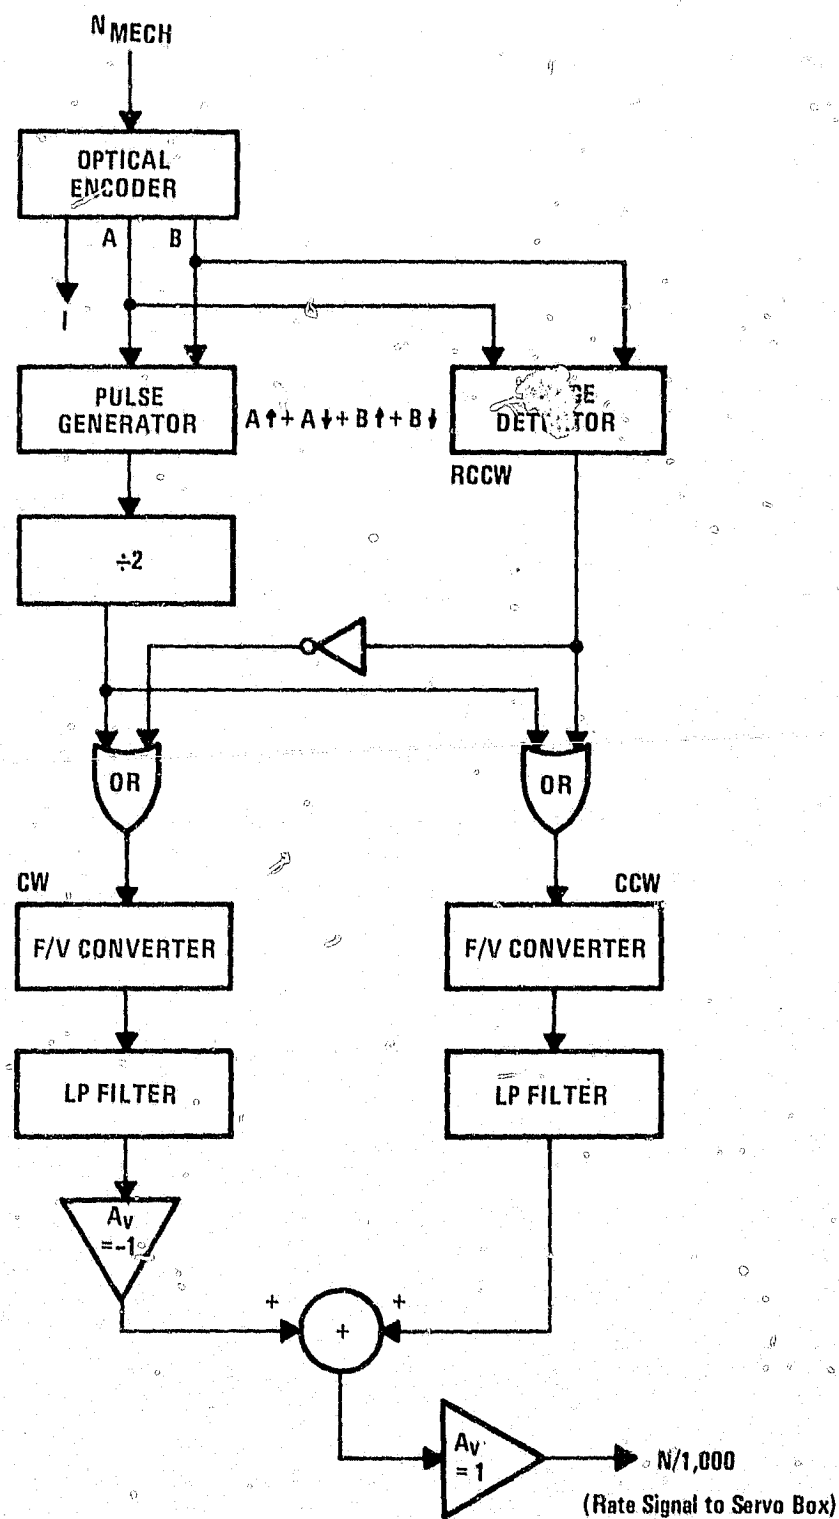 N MECH
OPTICAL
ENCODER
A B
I
PULSE
GENERATOR
A↑+A↓+B↑+B↓
RCCW
÷2
OR
OR
CW
CCW
F/V CONVERTER
F/V CONVERTER
LP FILTER
LP FILTER
Av
=-1
+ +
+
Av
= 1
N/1,000
(Rate Signal to Servo Box)